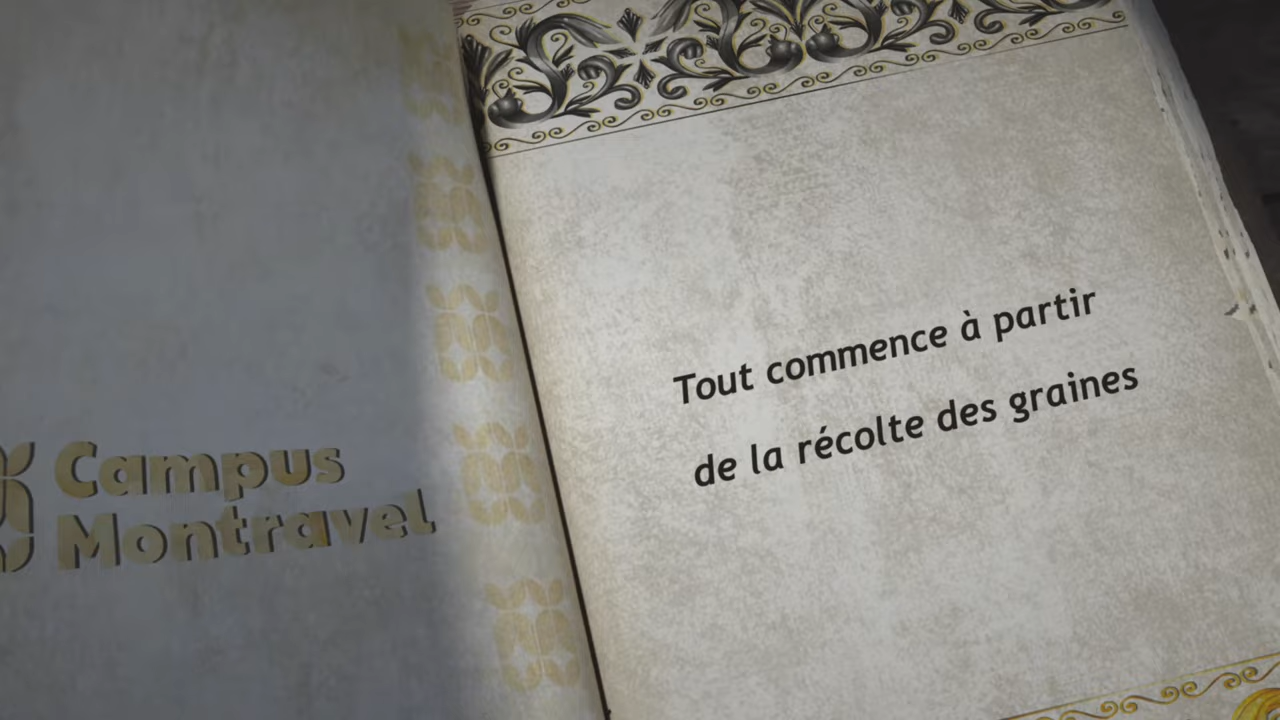 Campus
Montravel
Tout commence à partir
de la récolte des graines